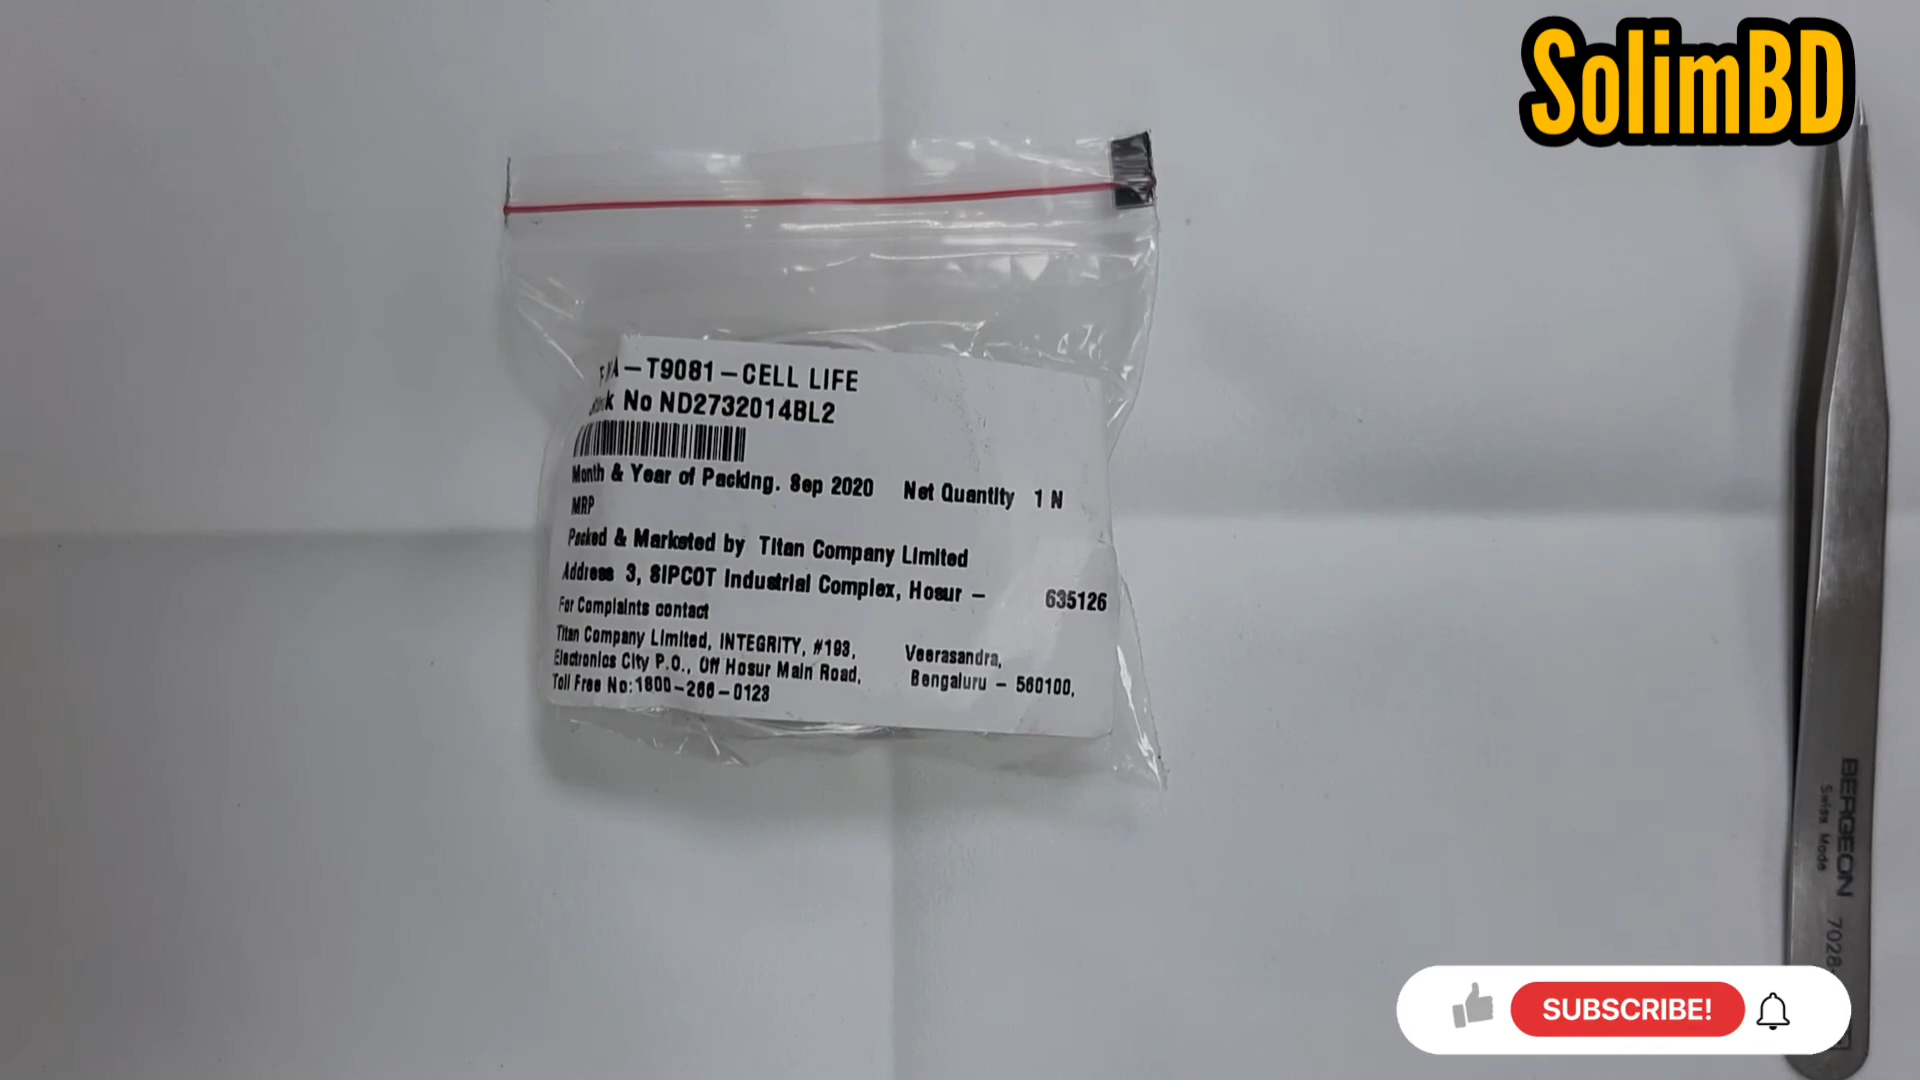 SolimBD
–T9081–CELL LIFE
No ND2732014BL2
Month & Year of Packing. Sep 2020 Net Quantity 1 N
MRP
Packed & Marketed by Titan Company Limited
Address 3, SIPCOT Industrial Complex, Hosur – 635126
For Complaints contact
Titan Company Limited, INTEGRITY, #193, Veerasandra,
Electronics City P.O., Off Hosur Main Road, Bengaluru – 560100,
Toll Free No:1800–266–0123
BERGEON
Swiss Made
7028
SUBSCRIBE!